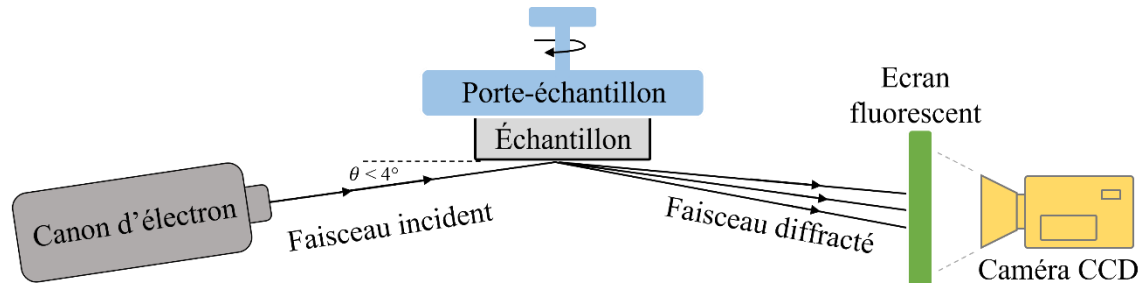 Porte-échantillon
Échantillon
Ecran
fluorescent
θ < 4°
Canon d'électron
Faisceau incident
Faisceau diffracté
Caméra CCD